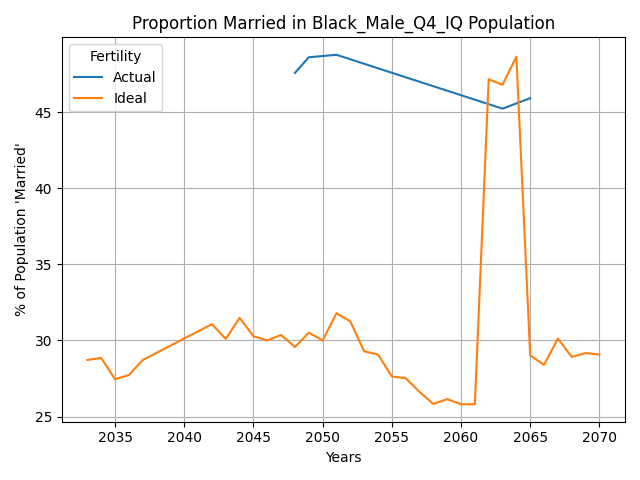 Proportion Married in Black_Male_Q4_IQ Population
Fertility
Actual
Ideal
% of Population 'Married'
45
40
35
30
25
2035 2040 2045 2050 2055 2060 2065 2070
Years